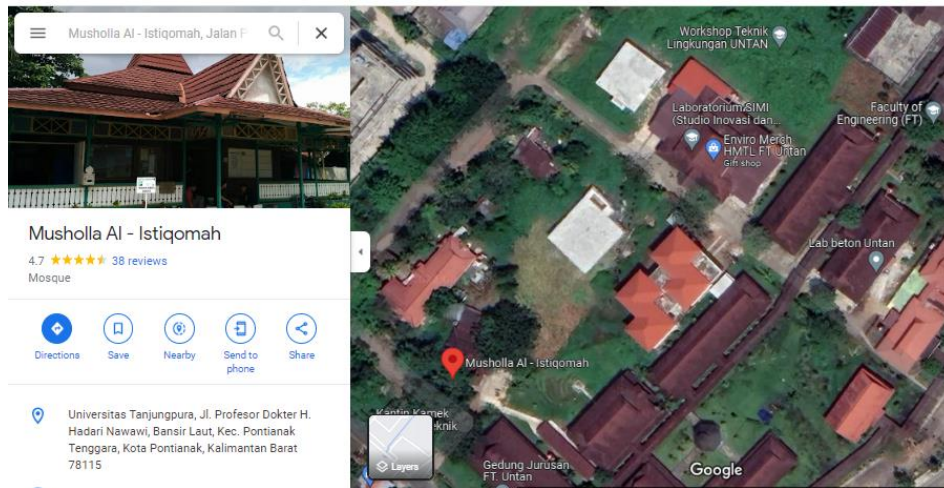 Musholla Al - Istiqomah, Jalan F
Musholla Al - Istiqomah
4.7
38 reviews
Mosque
Directions
Save
Nearby
Send to
phone
Share
Universitas Tanjungpura, Jl. Profesor Dokter H.
Hadari Nawawi, Bansir Laut, Kec. Pontianak
Tenggara, Kota Pontianak, Kalimantan Barat
78115
Workshop Teknik
Lingkungan UNTAN
Laboratorium SIMI
(Studio Inovasi dan...
Faculty of
Engineering (FT)
Enviro Merch
HMTL FT Untan
Gift shop
Lab beton Untan
Musholla Al - Istiqomah
Kantin Kamek
eknik
Layers
Gedung Jurusan
FT. Untan
Google